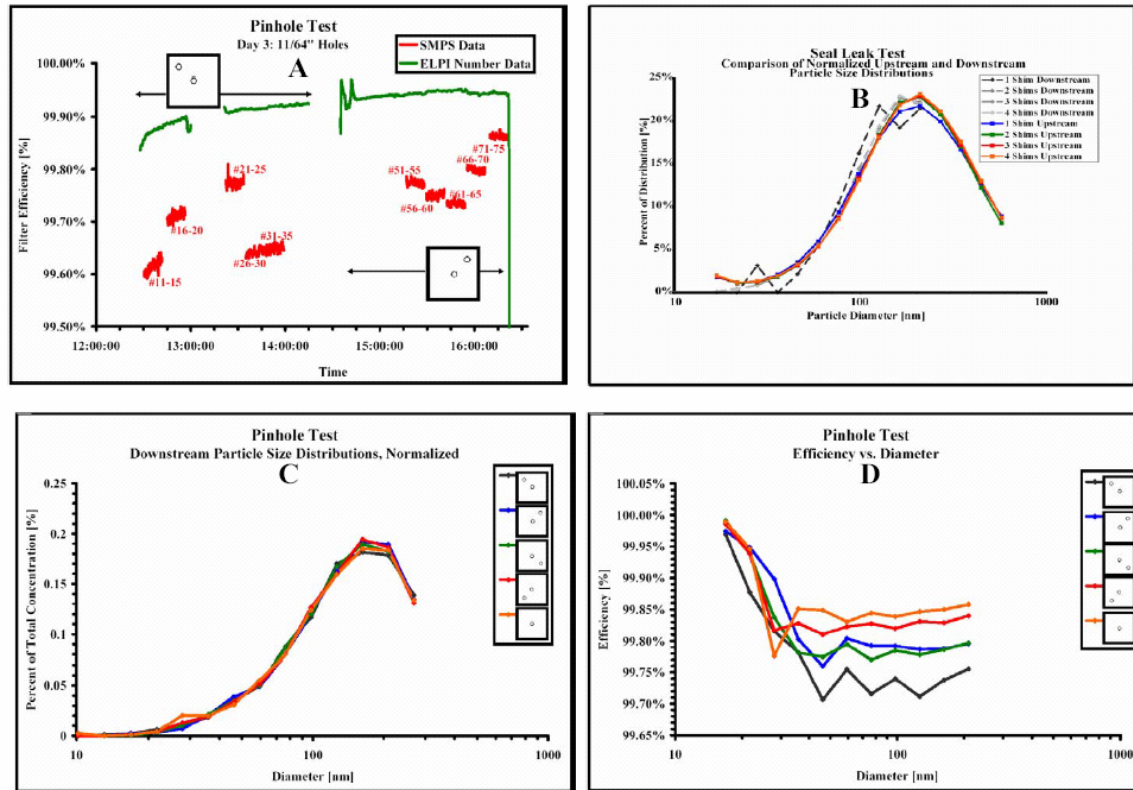 Pinhole Test
Day 3: 11/64" Holes
A
SMPS Data
ELPI Number Data
100.00%
99.90%
99.80%
99.70%
99.60%
99.50%
Filter Efficiency [%]
#11-15
#16-20
#21-25
#26-30
#31-35
#51-55
#56-60
#61-65
#66-70
#71-75
12:00:00
13:00:00
14:00:00
15:00:00
16:00:00
Time
Seal Leak Test
Comparison of Normalized Upstream and Downstream
Particle Size Distributions
B
1 Shim Downstream
2 Shims Downstream
3 Shims Downstream
4 Shims Downstream
1 Shim Upstream
2 Shims Upstream
3 Shims Upstream
4 Shims Upstream
25%
20%
15%
10%
5%
0%
Percent of Distribution [%]
10
100
1000
Particle Diameter [nm]
Pinhole Test
Downstream Particle Size Distributions, Normalized
C
0.25
0.2
0.15
0.1
0.05
0
Percent of Total Concentration [%]
10
100
1000
Diameter [nm]
Pinhole Test
Efficiency vs. Diameter
D
100.05%
100.00%
99.95%
99.90%
99.85%
99.80%
99.75%
99.70%
99.65%
Efficiency [%]
10
100
1000
Diameter [nm]